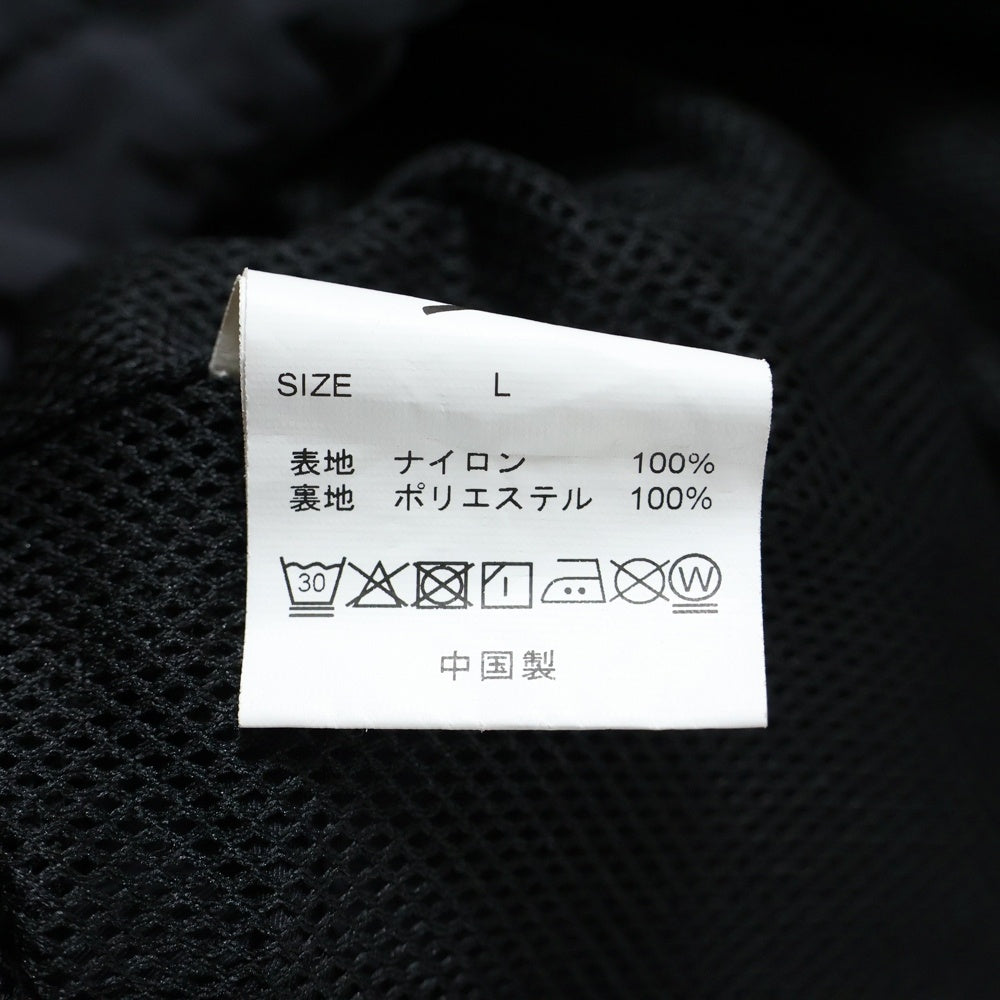 SIZE L
表地 ナイロン 100%
裏地 ポリエステル 100%
30 W
中国製